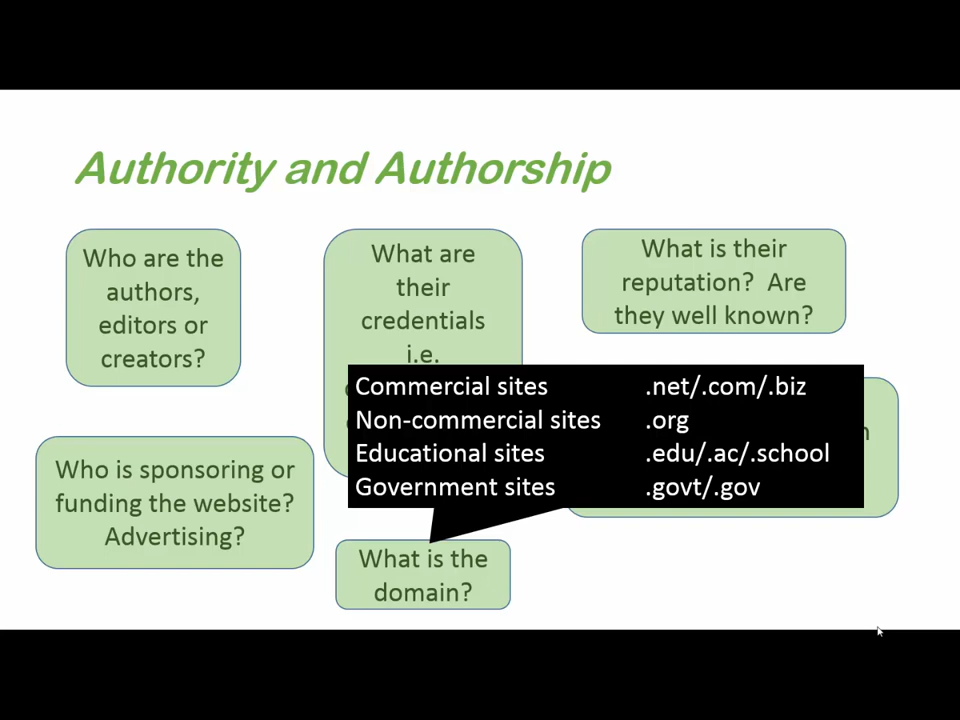 Authority and Authorship
Who are the
authors,
editors or
creators?
What are
their
credentials
i.e.
What is their
reputation?  Are
they well known?
Commercial sites .net/.com/.biz
Non-commercial sites .org
Educational sites .edu/.ac/.school
Government sites .govt/.gov
Who is sponsoring or
funding the website?
Advertising?
What is the
domain?